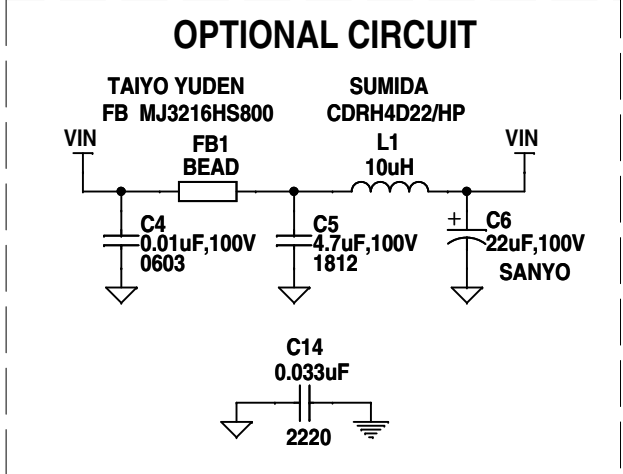 OPTIONAL CIRCUIT
TAIYO YUDEN
FB MJ3216HS800
SUMIDA
CDRH4D22/HP
VIN
FB1
BEAD
L1
10uH
VIN
C4
0.01uF,100V
0603
C5
4.7uF,100V
1812
+
C6
22uF,100V
SANYO
C14
0.033uF
2220